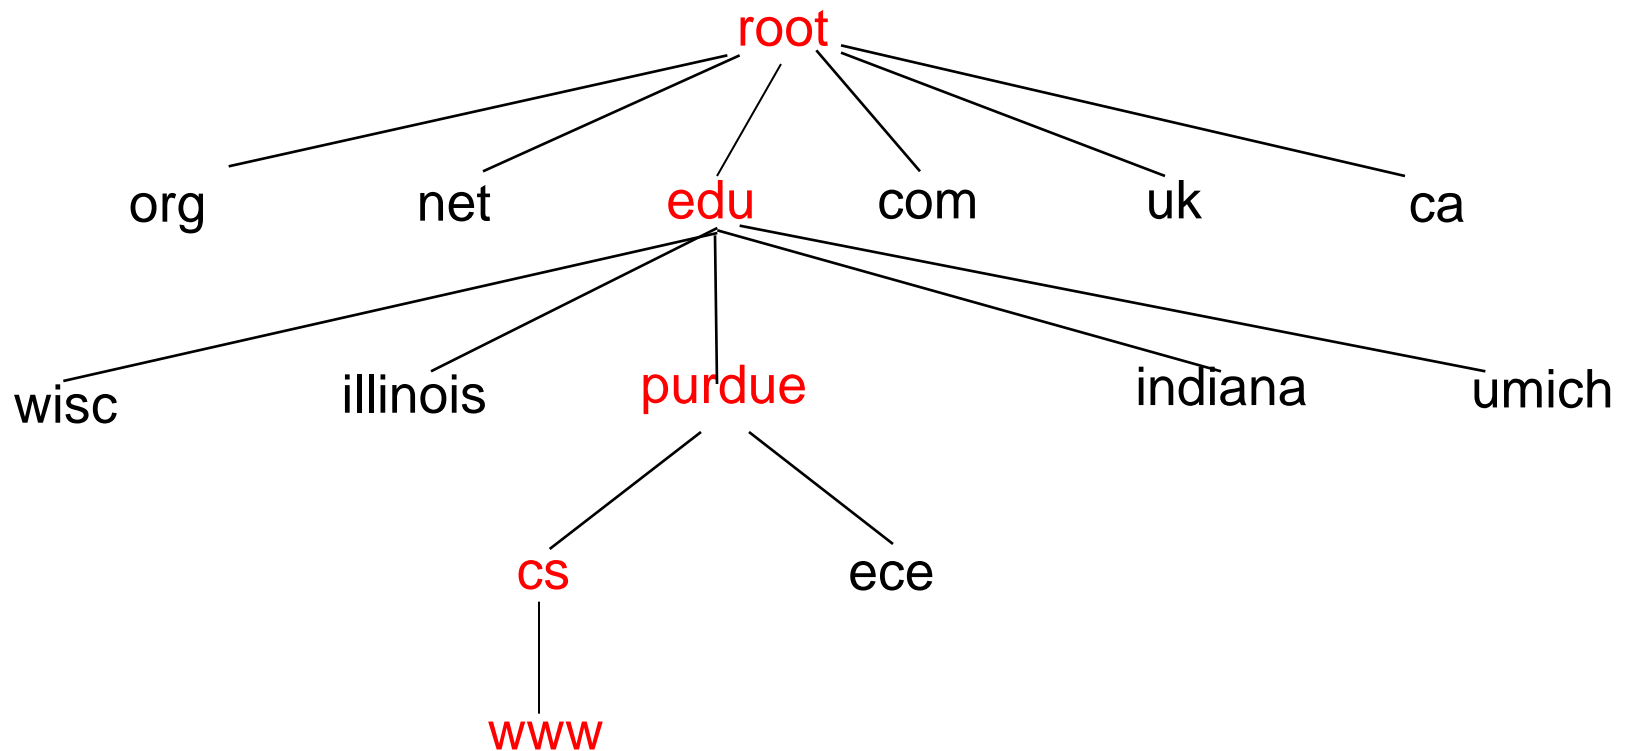 root
org net edu com uk ca
wisc illinois purdue indiana umich
cs ece
www